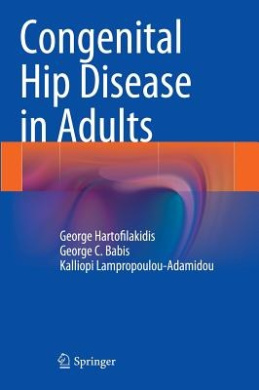 Congenital
Hip Disease
in Adults
George Hartofilakidis
George C. Babis
Kalliopi Lampropoulou-Adamidou
Springer